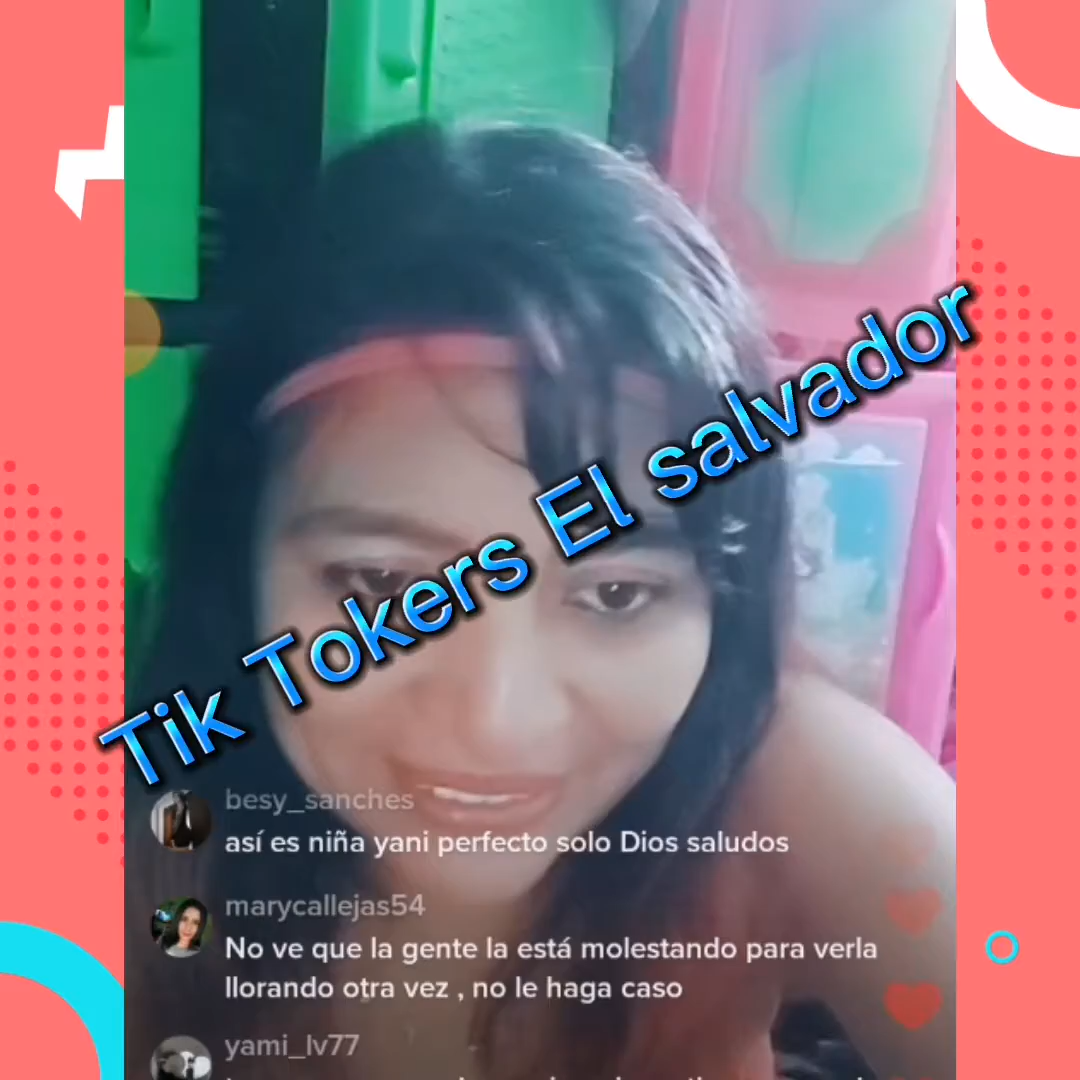 Tik Tokers El salvador
besy_sanches
así es niña yani perfecto solo Dios saludos
marycallejas54
No ve que la gente la está molestando para verla
llorando otra vez , no le haga caso
yami_lv77